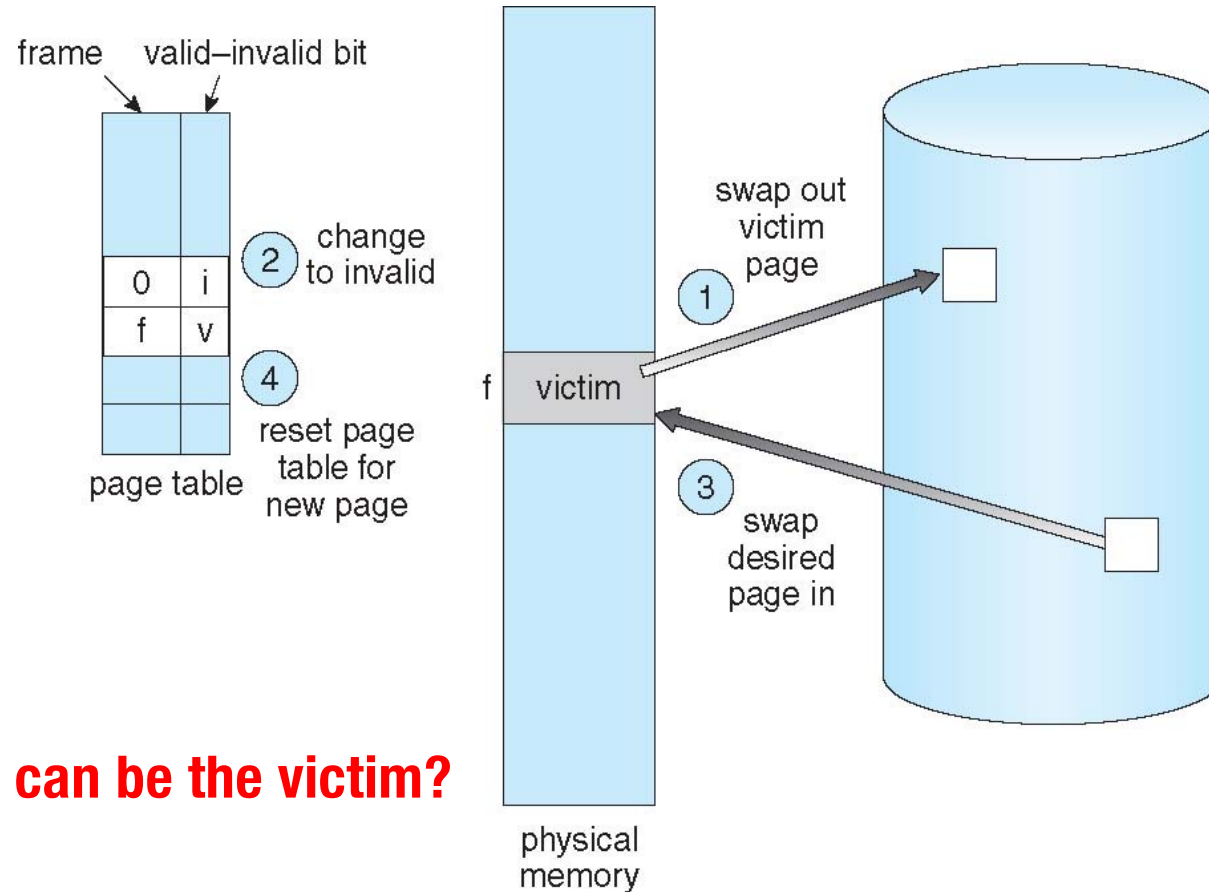 frame
valid–invalid bit
0
i
f
v
2
change
to invalid
4
reset page
table for
new page
page table
f
victim
physical
memory
swap out
victim
page
1
3
swap
desired
page in
can be the victim?